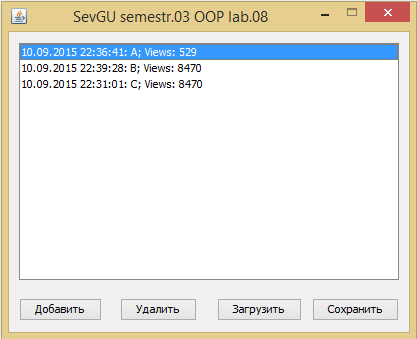 SevGU semestr.03 OOP lab.08
10.09.2015 22:36:41: A; Views: 529
10.09.2015 22:39:28: B; Views: 8470
10.09.2015 22:31:01: C; Views: 8470
Добавить Удалить Загрузить Сохранить